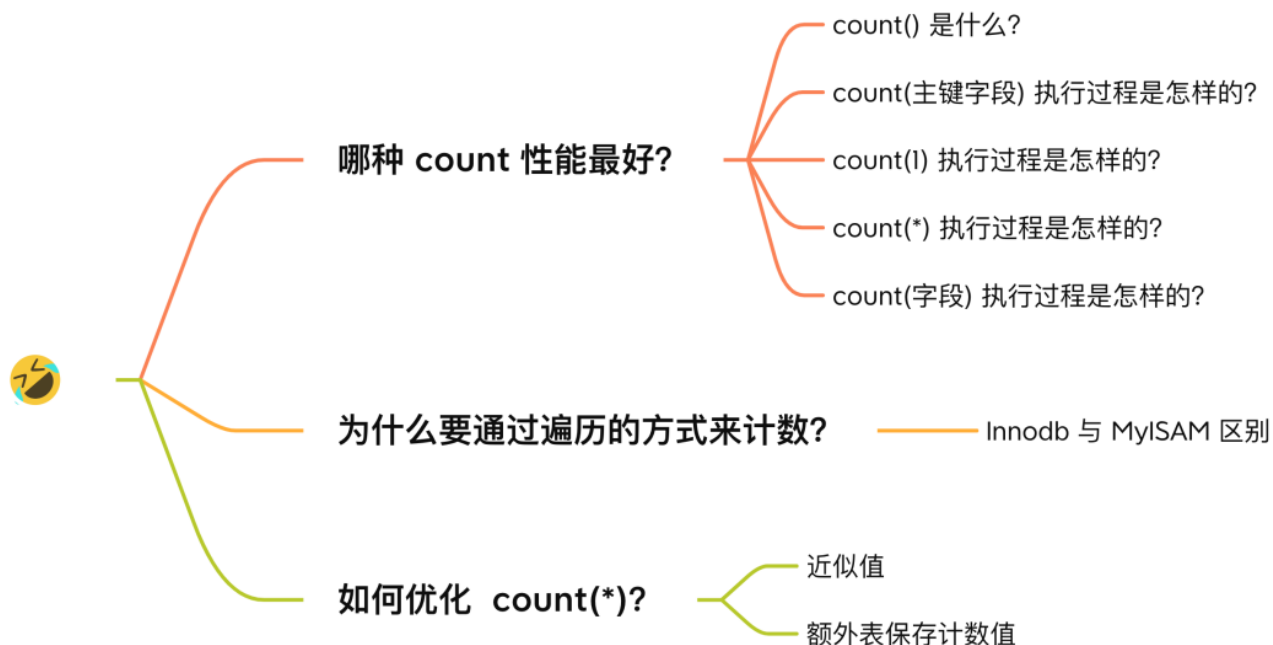 count() 是什么?
count(主键字段) 执行过程是怎样的?
哪种 count 性能最好?
count(1) 执行过程是怎样的?
count(*) 执行过程是怎样的?
count(字段) 执行过程是怎样的?
为什么要通过遍历的方式来计数?
Innodb 与 MyISAM 区别
如何优化 count(*)?
近似值
额外表保存计数值